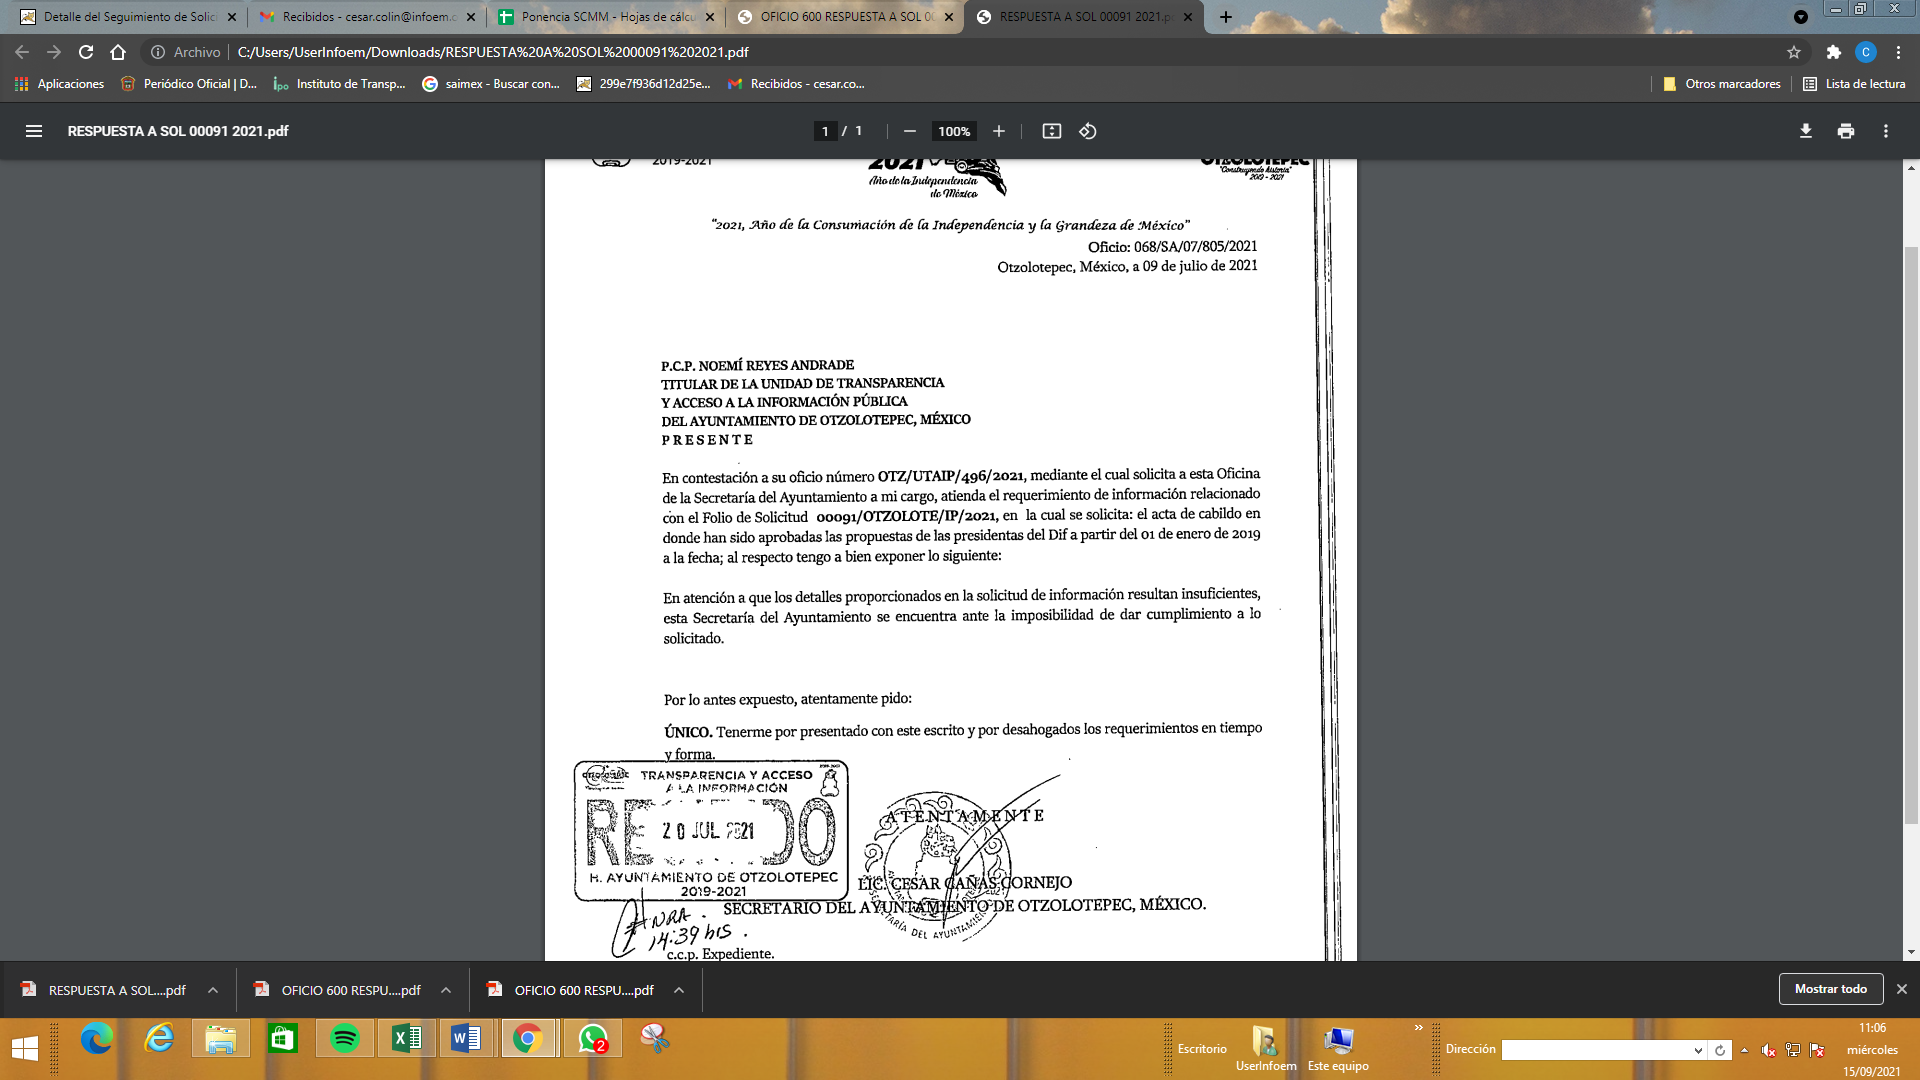 Detalle del Seguimiento de Solici
Recibidos - cesar.colin@infoem.o
Ponencia SCMM - Hojas de cálcu
OFICIO 600 RESPUESTA A SOL 00
RESPUESTA A SOL 00091 2021.p
Archivo
C:/Users/UserInfoem/Downloads/RESPUESTA%20A%20SOL%2000091%202021.pdf
C
Aplicaciones
Periódico Oficial | D...
Instituto de Transp...
saimex - Buscar con...
299e7f936d12d25e...
Recibidos - cesar.co...
Otros marcadores
Lista de lectura
RESPUESTA A SOL 00091 2021.pdf
1 / 1
100%
2019-2021
2021
Año de la Independencia
de México
OTZOLOTEPEC
"Construyendo historia"
2019 - 2021
"2021, Año de la Consumación de la Independencia y la Grandeza de México"
Oficio: 068/SA/07/805/2021
Otzolotepec, México, a 09 de julio de 2021
P.C.P. NOEMÍ REYES ANDRADE
TITULAR DE LA UNIDAD DE TRANSPARENCIA
Y ACCESO A LA INFORMACIÓN PÚBLICA
DEL AYUNTAMIENTO DE OTZOLOTEPEC, MÉXICO
P R E S E N T E
En contestación a su oficio número OTZ/UTAIP/496/2021, mediante el cual solicita a esta Oficina
de la Secretaría del Ayuntamiento a mi cargo, atienda el requerimiento de información relacionado
con el Folio de Solicitud 00091/OTZOLOTE/IP/2021, en la cual se solicita: el acta de cabildo en
donde han sido aprobadas las propuestas de las presidentas del Dif a partir del 01 de enero de 2019
a la fecha; al respecto tengo a bien exponer lo siguiente:
En atención a que los detalles proporcionados en la solicitud de información resultan insuficientes,
esta Secretaría del Ayuntamiento se encuentra ante la imposibilidad de dar cumplimiento a lo
solicitado.
Por lo antes expuesto, atentamente pido:
ÚNICO. Tenerme por presentado con este escrito y por desahogados los requerimientos en tiempo
y forma.
TRANSPARENCIA Y ACCESO
A LA INFORMACIÓN
20 JUL 2021
H. AYUNTAMIENTO DE OTZOLOTEPEC
2019-2021
A T E N T A M E N T E
LIC. CESAR CAÑAS CORNEJO
SECRETARIO DEL AYUNTAMIENTO DE OTZOLOTEPEC, MÉXICO.
14:39 hrs.
c.c.p. Expediente.
RESPUESTA A SOL....pdf
OFICIO 600 RESPU....pdf
OFICIO 600 RESPU....pdf
Mostrar todo
2
Escritorio
UserInfoem
Este equipo
Dirección
11:06
miércoles
15/09/2021